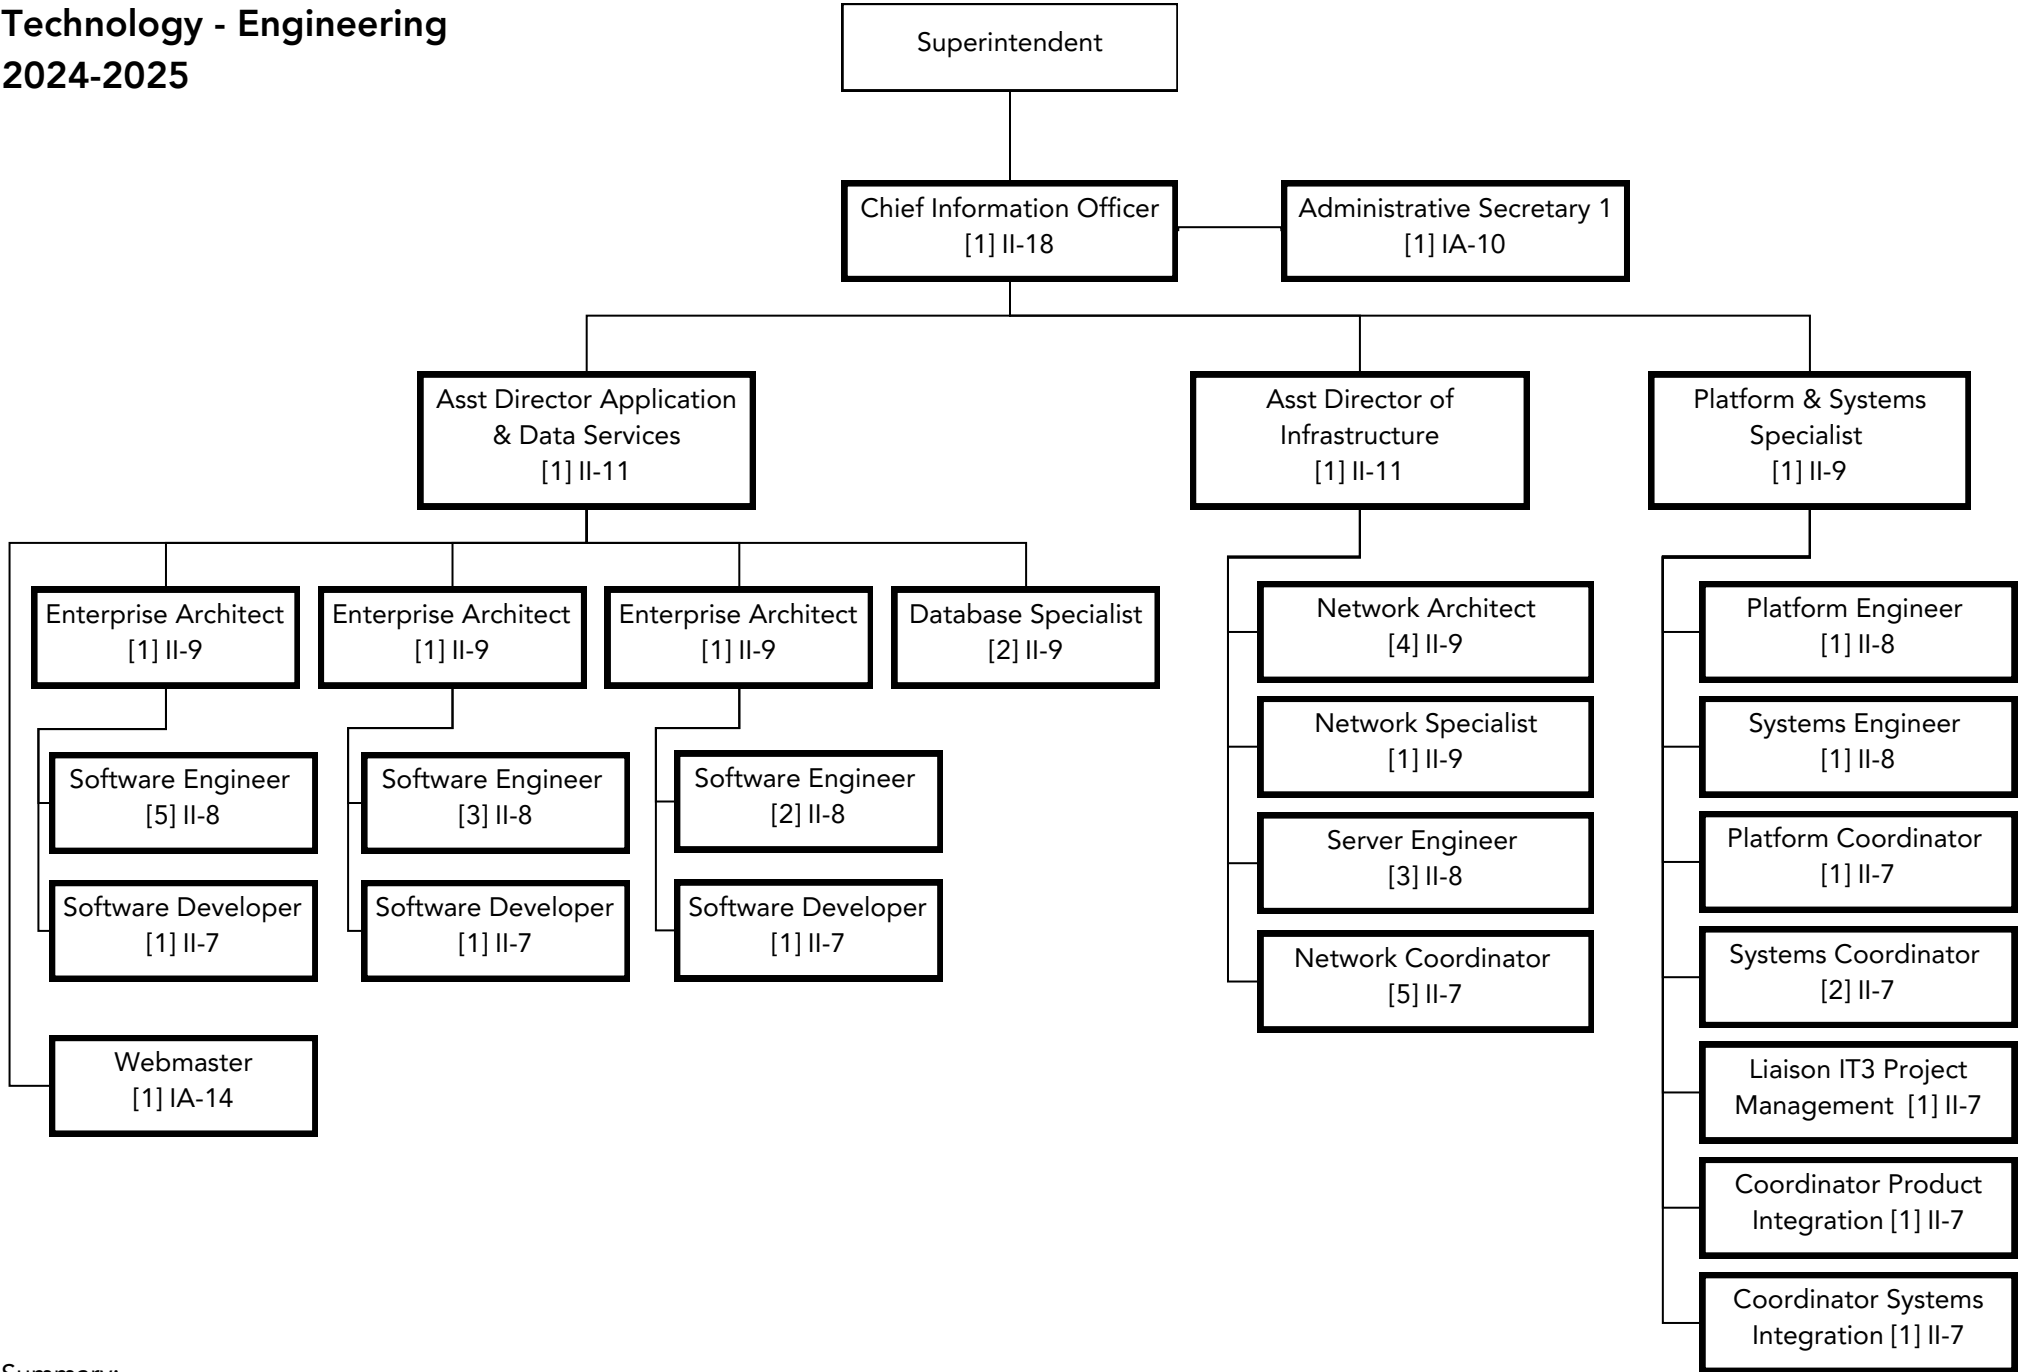 Technology - Engineering
2024-2025
Superintendent
Chief Information Officer
[1] II-18
Administrative Secretary 1
[1] IA-10
Asst Director Application
& Data Services
[1] II-11
Asst Director of
Infrastructure
[1] II-11
Platform & Systems
Specialist
[1] II-9
Enterprise Architect
[1] II-9
Enterprise Architect
[1] II-9
Enterprise Architect
[1] II-9
Database Specialist
[2] II-9
Software Engineer
[5] II-8
Software Developer
[1] II-7
Software Engineer
[3] II-8
Software Developer
[1] II-7
Software Engineer
[2] II-8
Software Developer
[1] II-7
Webmaster
[1] IA-14
Network Architect
[4] II-9
Network Specialist
[1] II-9
Server Engineer
[3] II-8
Network Coordinator
[5] II-7
Platform Engineer
[1] II-8
Systems Engineer
[1] II-8
Platform Coordinator
[1] II-7
Systems Coordinator
[2] II-7
Liaison IT3 Project
Management [1] II-7
Coordinator Product
Integration [1] II-7
Coordinator Systems
Integration [1] II-7
Summary: